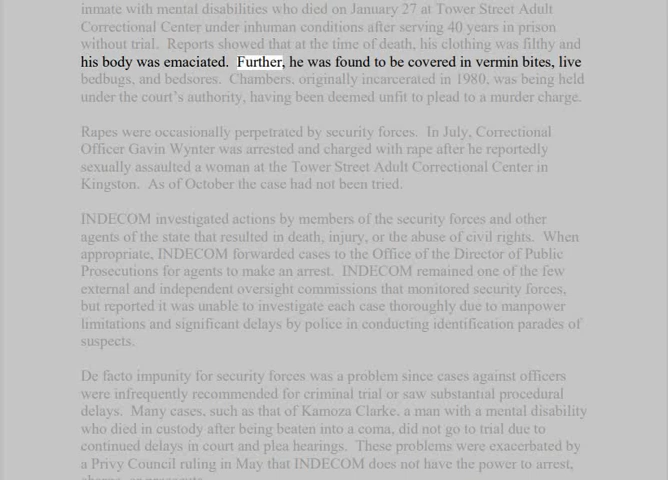 inmate with mental disabilities who died on January 27 at Tower Street Adult
Correctional Center under inhuman conditions after serving 40 years in prison
without trial.  Reports showed that at the time of death, his clothing was filthy and
his body was emaciated.  Further, he was found to be covered in vermin bites, live
bedbugs, and bedsores.  Chambers, originally incarcerated in 1980, was being held
under the court’s authority, having been deemed unfit to plead to a murder charge.

Rapes were occasionally perpetrated by security forces.  In July, Correctional
Officer Gavin Wynter was arrested and charged with rape after he reportedly
sexually assaulted a woman at the Tower Street Adult Correctional Center in
Kingston.  As of October the case had not been tried.

INDECOM investigated actions by members of the security forces and other
agents of the state that resulted in death, injury, or the abuse of civil rights.  When
appropriate, INDECOM forwarded cases to the Office of the Director of Public
Prosecutions for agents to make an arrest.  INDECOM remained one of the few
external and independent oversight commissions that monitored security forces,
but reported it was unable to investigate each case thoroughly due to manpower
limitations and significant delays by police in conducting identification parades of
suspects.

De facto impunity for security forces was a problem since cases against officers
were infrequently recommended for criminal trial or saw substantial procedural
delays.  Many cases, such as that of Kamoza Clarke, a man with a mental disability
who died in custody after being beaten into a coma, did not go to trial due to
continued delays in court and plea hearings.  These problems were exacerbated by
a Privy Council ruling in May that INDECOM does not have the power to arrest,